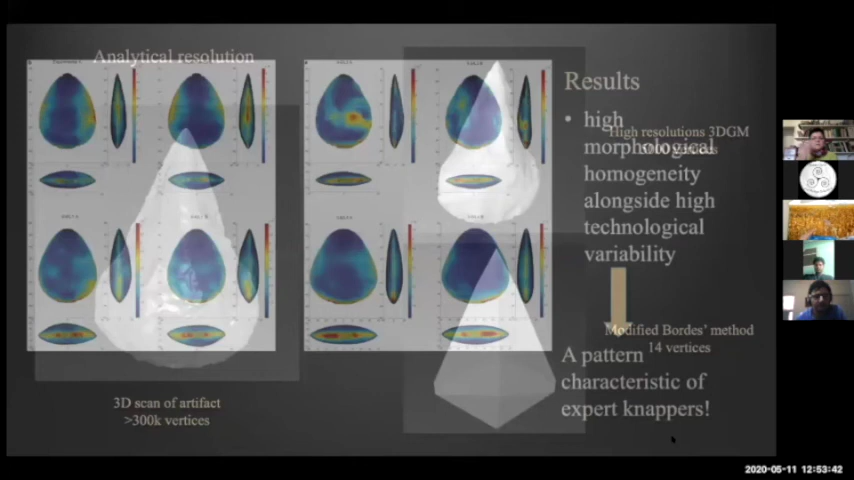 Analytical resolution
Results
• high
morphological
homogeneity
alongside high
technological
variability
High resolutions 3DGM
Modified Bordes' method
14 vertices
A pattern
characteristic of
expert knappers!
3D scan of artifact
>300k vertices
2020-05-11 12:53:42